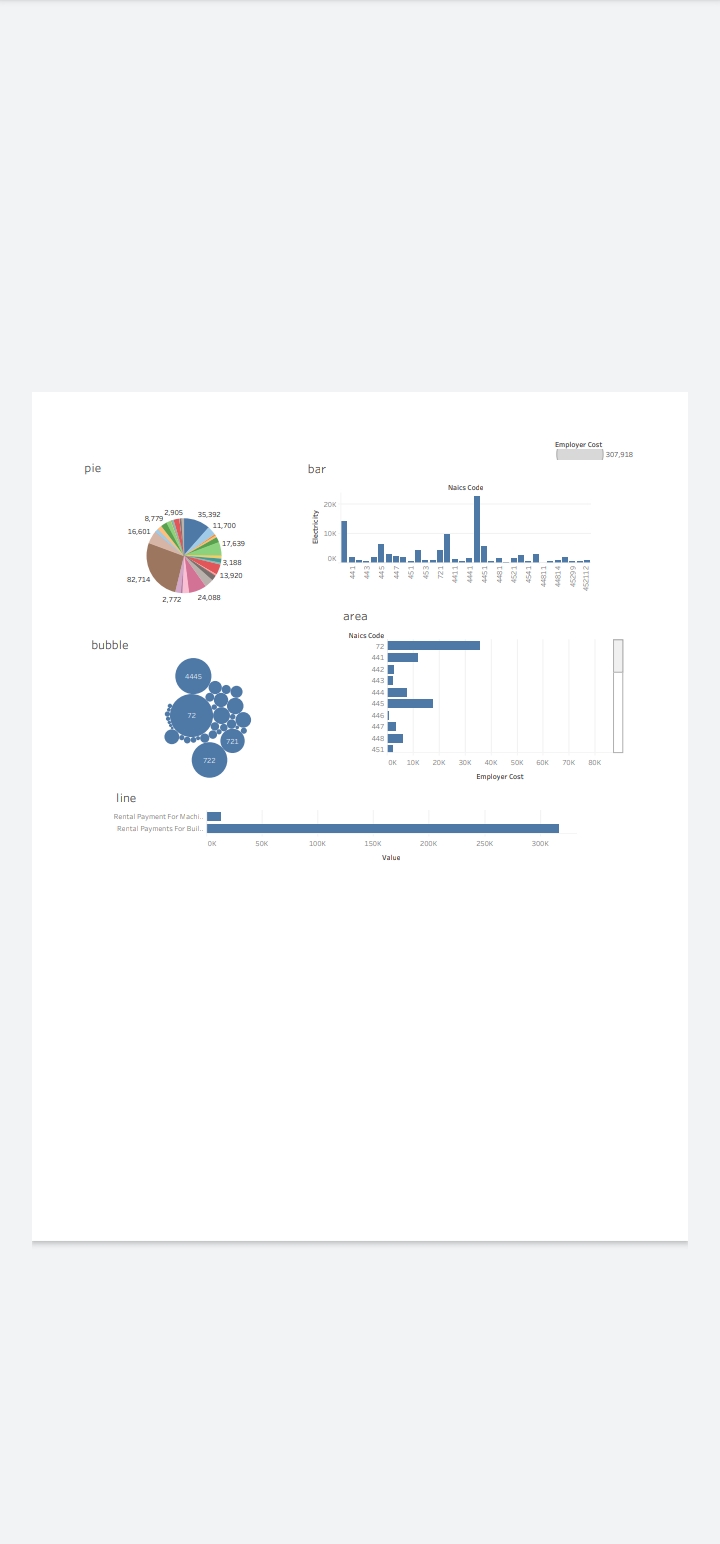 Employer Cost
307,918
pie
2,905
35,392
8,779
11,700
16,601
17,639
3,188
13,920
82,714
2,772
24,088
bar
Naics Code
Electricity
20K
10K
0K
441
443
445
447
451
453
721
4411
4441
4451
4481
4521
4541
44811
44814
45299
452112
area
Naics Code
72
441
442
443
444
445
446
447
448
451
0K 10K 20K 30K 40K 50K 60K 70K 80K
Employer Cost
bubble
4445
72
721
722
line
Rental Payment For Machi..
Rental Payments For Buil..
0K 50K 100K 150K 200K 250K 300K
Value